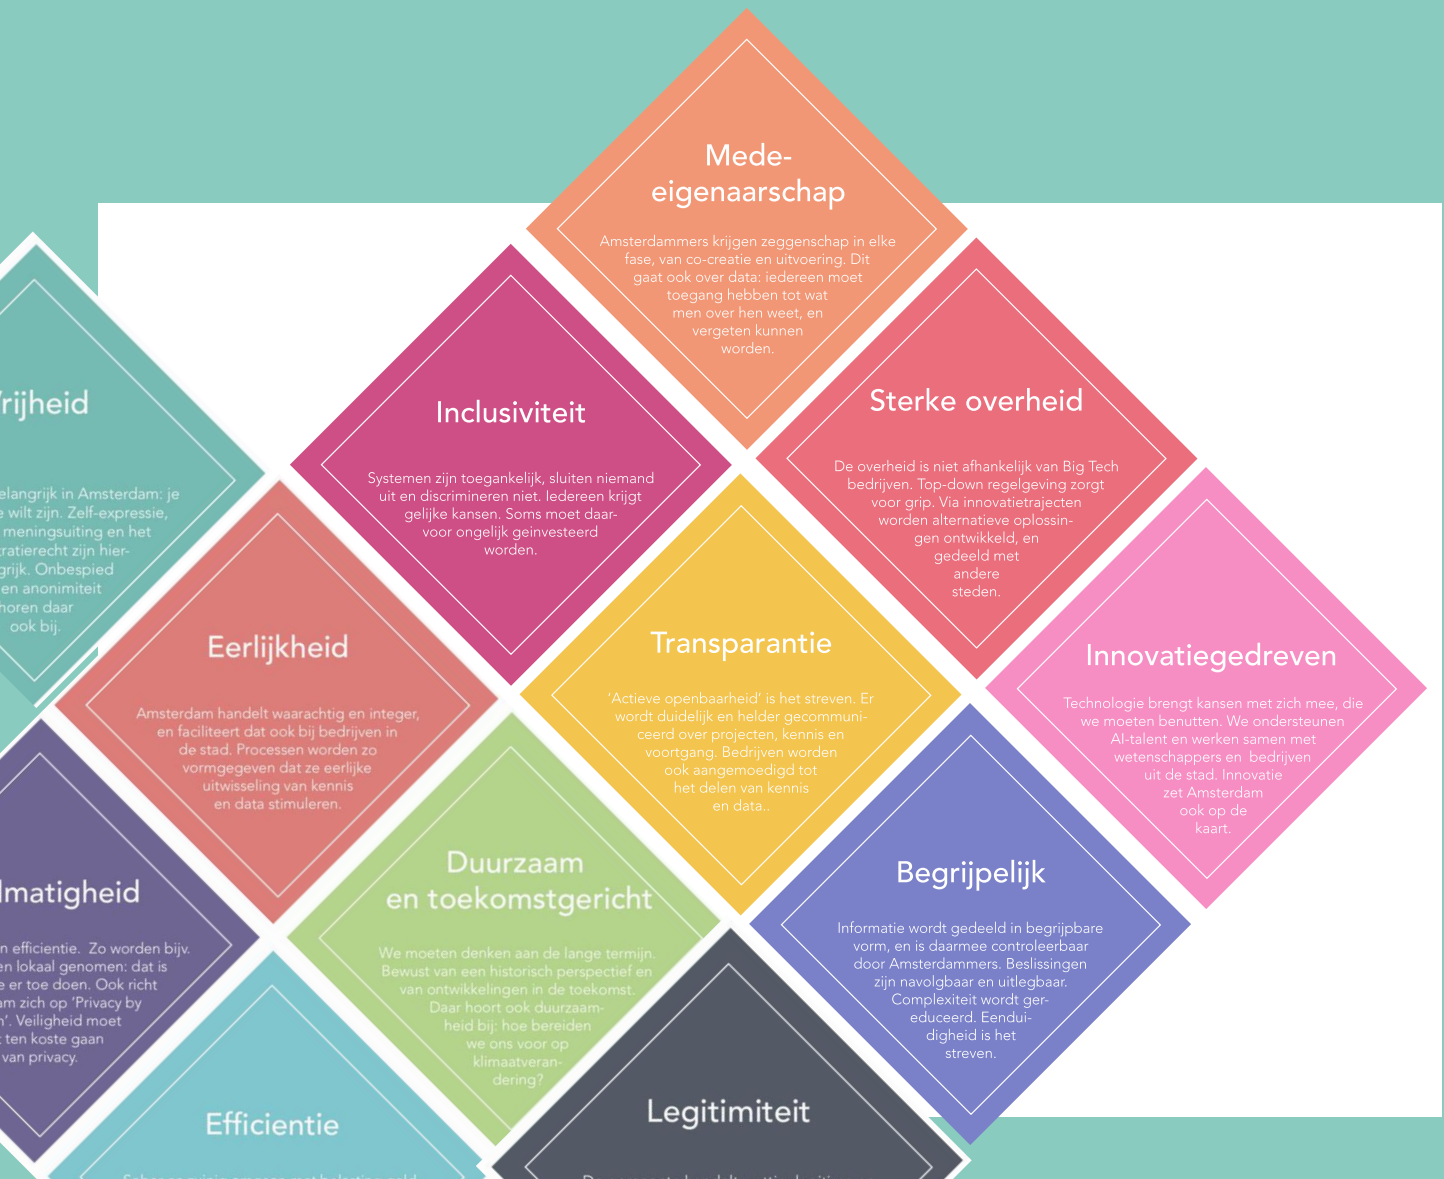 Mede-
eigenaarschap
Amsterdammers krijgen zeggenschap in elke
fase, van co-creatie en uitvoering. Dit
gaat ook over data: iedereen moet
toegang hebben tot wat
men over hen weet, en
vergeten kunnen
worden.
Inclusiviteit
Systemen zijn toegankelijk, sluiten niemand
uit en discrimineren niet. Iedereen krijgt
gelijke kansen. Soms moet daar-
voor ongelijk geinvesteerd
worden.
Sterke overheid
De overheid is niet afhankelijk van Big Tech
bedrijven. Top-down regelgeving zorgt
voor grip. Via innovatietrajecten
worden alternatieve oplossin-
gen ontwikkeld, en
gedeeld met
andere
steden.
rijheid
elangrijk in Amsterdam: je
e wilt zijn. Zelf-expressie,
meningsuiting en het
tratierecht zijn hier-
grijk. Onbespied
en anonimiteit
horen daar
ook bij.
Eerlijkheid
Amsterdam handelt waarachtig en integer,
en faciliteert dat ook bij bedrijven in
de stad. Processen worden zo
vormgegeven dat ze eerlijke
uitwisseling van kennis
en data stimuleren.
Transparantie
‘Actieve openbaarheid’ is het streven. Er
wordt duidelijk en helder gecommuni-
ceerd over projecten, kennis en
voortgang. Bedrijven worden
ook aangemoedigd tot
het delen van kennis
en data..
Innovatiegedreven
Technologie brengt kansen met zich mee, die
we moeten benutten. We ondersteunen
AI-talent en werken samen met
wetenschappers en bedrijven
uit de stad. Innovatie
zet Amsterdam
ook op de
kaart.
lmatigheid
n efficientie. Zo worden bijv.
en lokaal genomen: dat is
e er toe doen. Ook richt
am zich op ‘Privacy by
n’. Veiligheid moet
t ten koste gaan
van privacy.
Duurzaam
en toekomstgericht
We moeten denken aan de lange termijn.
Bewust van een historisch perspectief en
van ontwikkelingen in de toekomst.
Daar hoort ook duurzaam-
heid bij: hoe bereiden
we ons voor op
klimaatveran-
dering?
Begrijpelijk
Informatie wordt gedeeld in begrijpbare
vorm, en is daarmee controleerbaar
door Amsterdammers. Beslissingen
zijn navolgbaar en uitlegbaar.
Complexiteit wordt ger-
educeerd. Eendui-
digheid is het
streven.
Efficientie
Legitimiteit